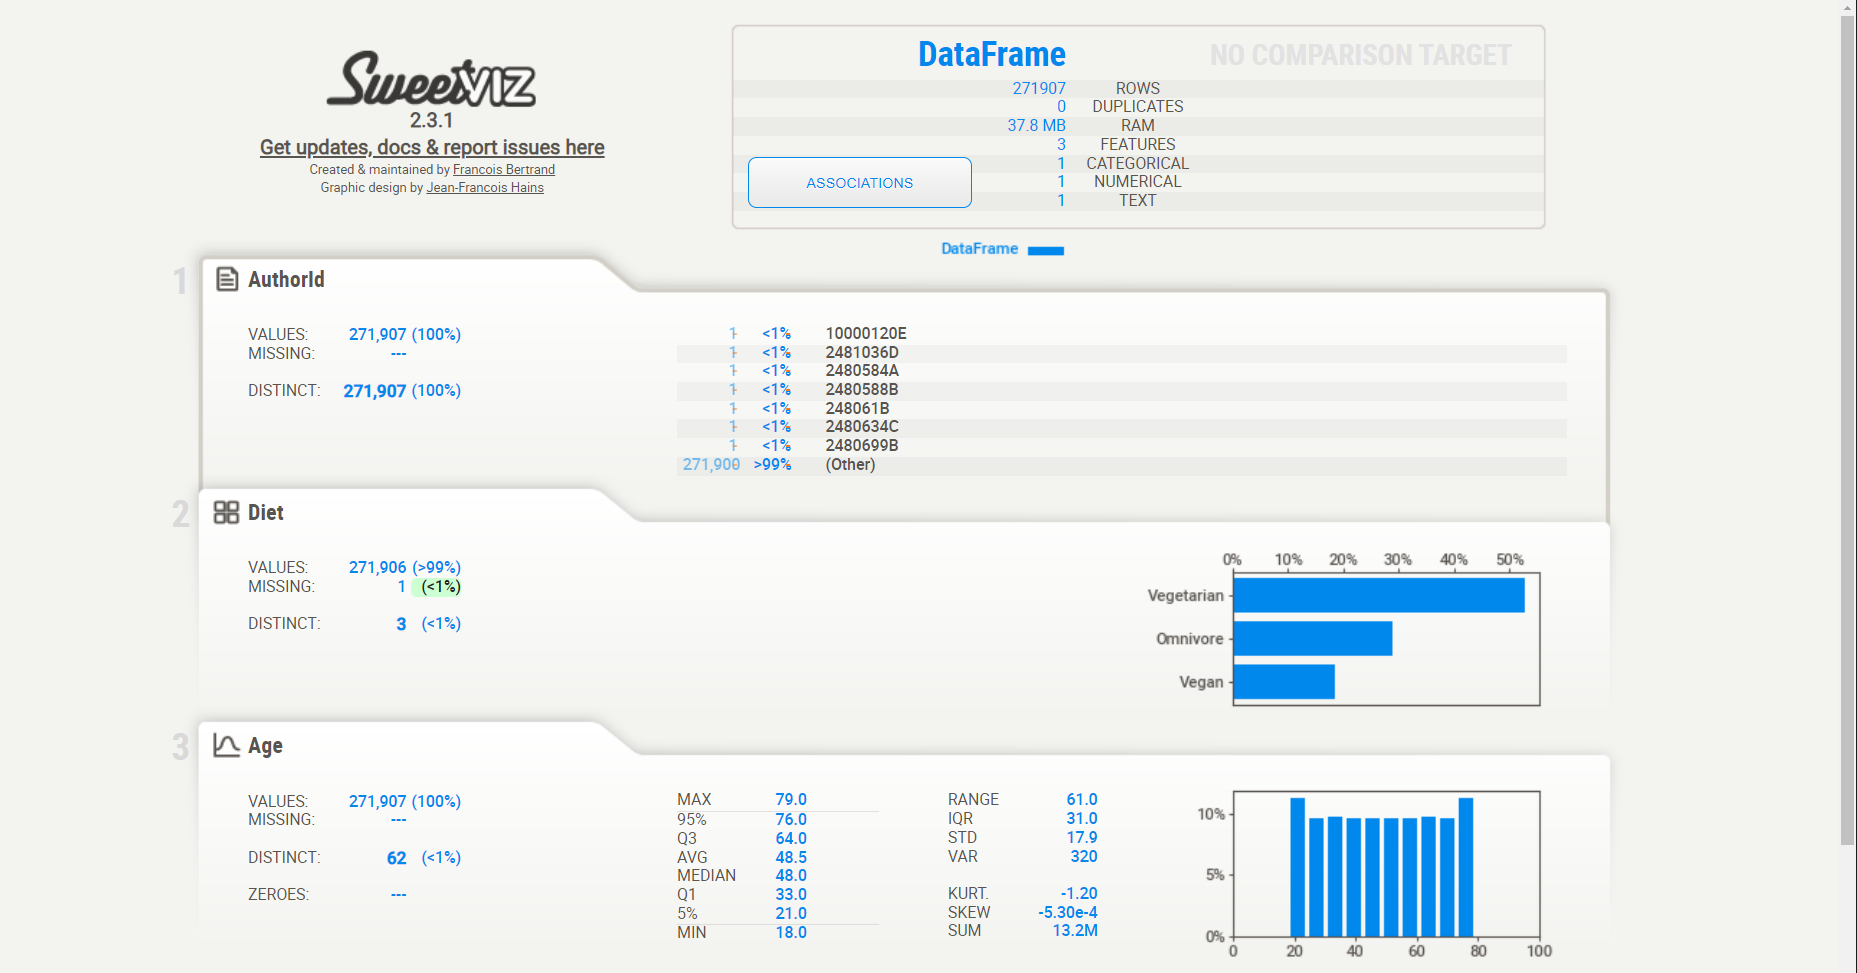 SweetVIZ
2.3.1
Get updates, docs & report issues here
Created & maintained by Francois Bertrand
Graphic design by Jean-Francois Hains
DataFrame NO COMPARISON TARGET
271907 ROWS
0 DUPLICATES
37.8 MB RAM
3 FEATURES
1 CATEGORICAL
1 NUMERICAL
1 TEXT
ASSOCIATIONS
DataFrame
1 AuthorId
VALUES: 271,907 (100%)
MISSING: ---
DISTINCT: 271,907 (100%)
1 <1% 10000120E
1 <1% 2481036D
1 <1% 2480584A
1 <1% 2480588B
1 <1% 248061B
1 <1% 2480634C
1 <1% 2480699B
271,900 >99% (Other)
2 Diet
VALUES: 271,906 (>99%)
MISSING: 1 (<1%)
DISTINCT: 3 (<1%)
0% 10% 20% 30% 40% 50%
Vegetarian
Omnivore
Vegan
3 Age
VALUES: 271,907 (100%)
MISSING: ---
DISTINCT: 62 (<1%)
ZEROES: ---
MAX 79.0
95% 76.0
Q3 64.0
AVG 48.5
MEDIAN 48.0
Q1 33.0
5% 21.0
MIN 18.0
RANGE 61.0
IQR 31.0
STD 17.9
VAR 320
KURT. -1.20
SKEW -5.30e-4
SUM 13.2M
10%
5%
0%
0 20 40 60 80 100